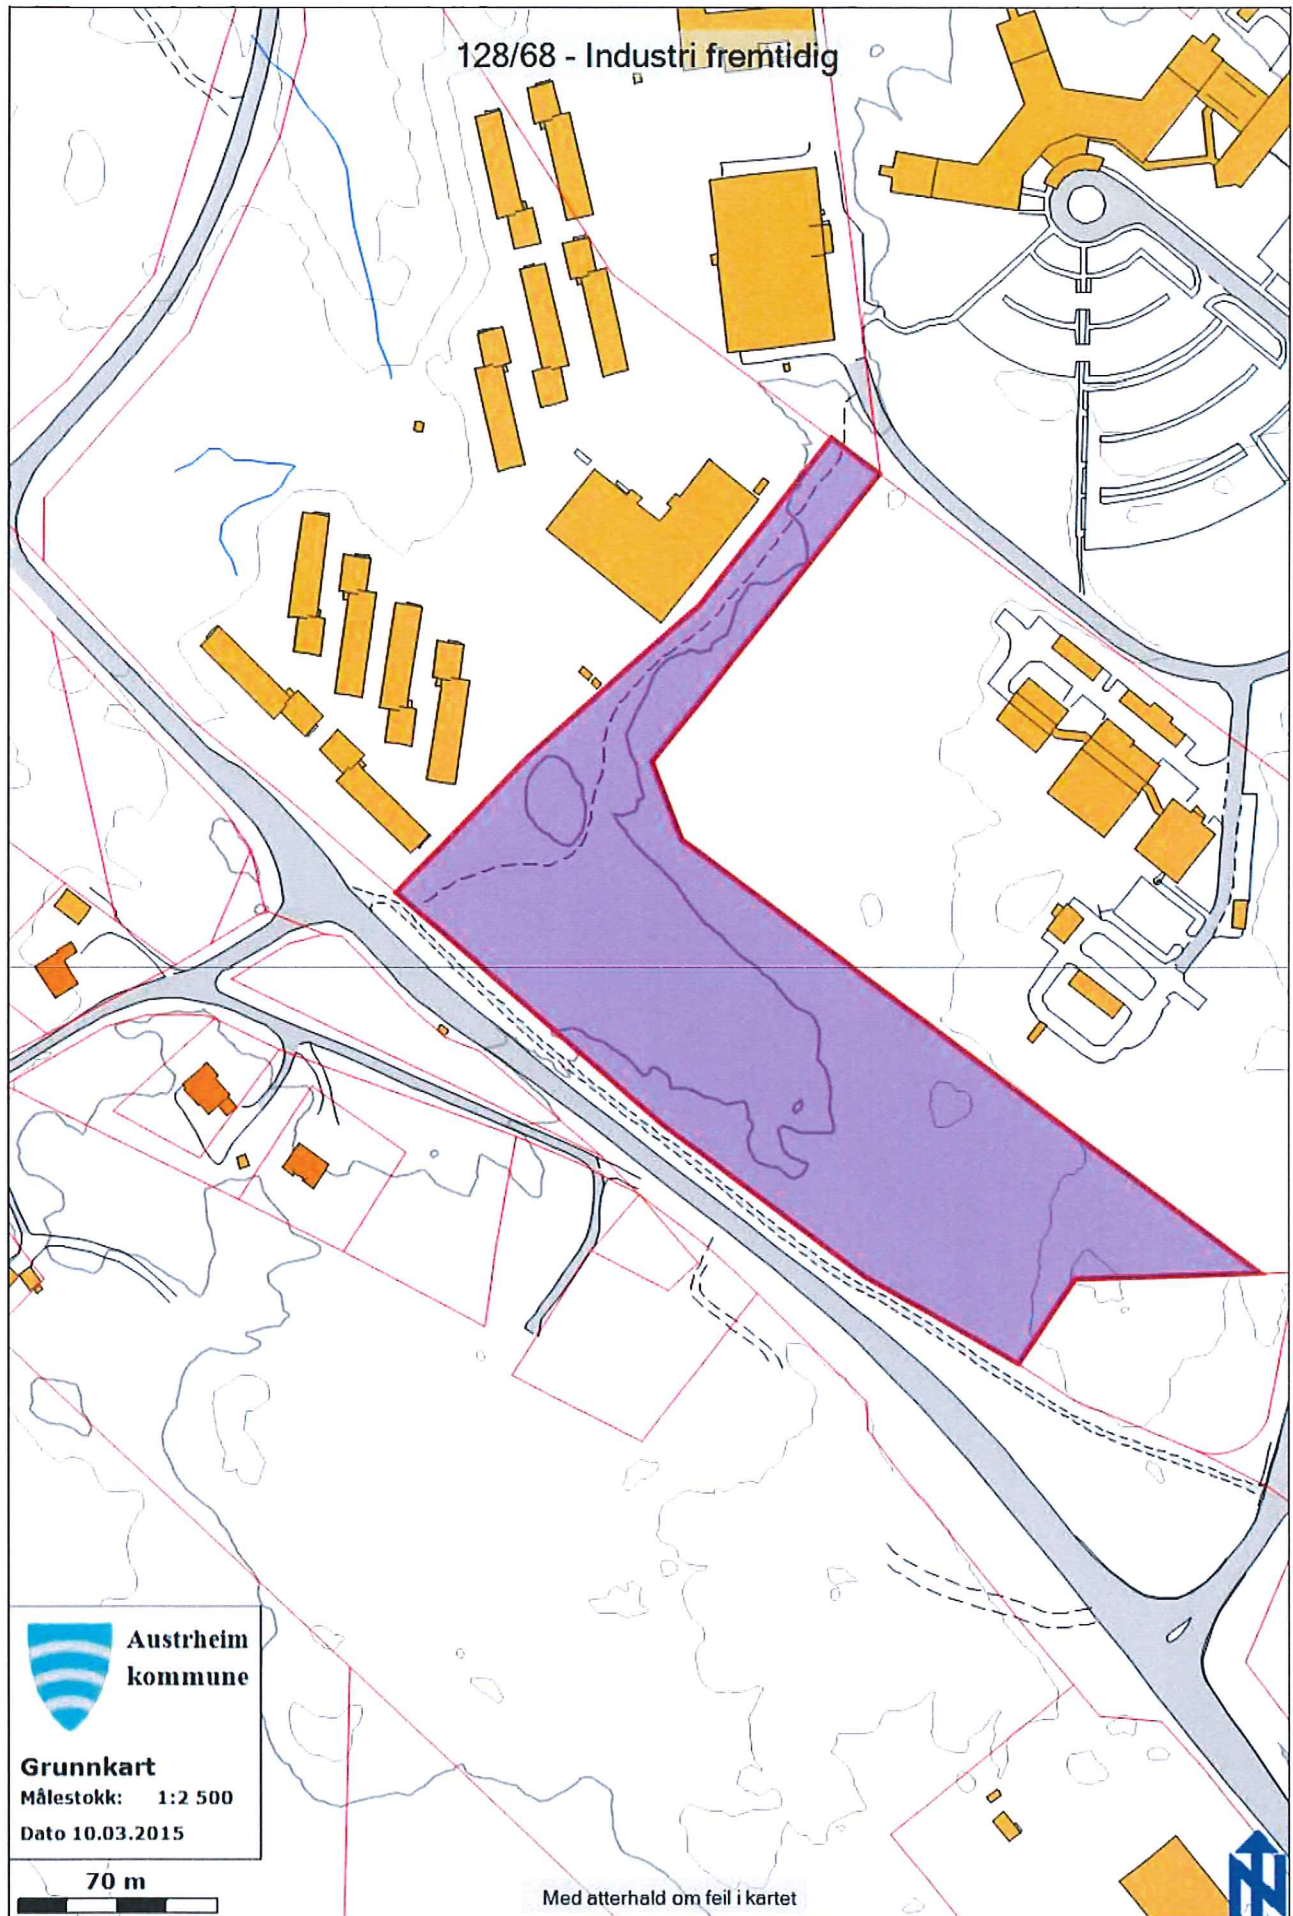 128/68 - Industri fremtidig
Austrheim
kommune
Grunnkart
Målestokk: 1:2 500
Dato 10.03.2015
70 m
Med atterhald om feil i kartet
N